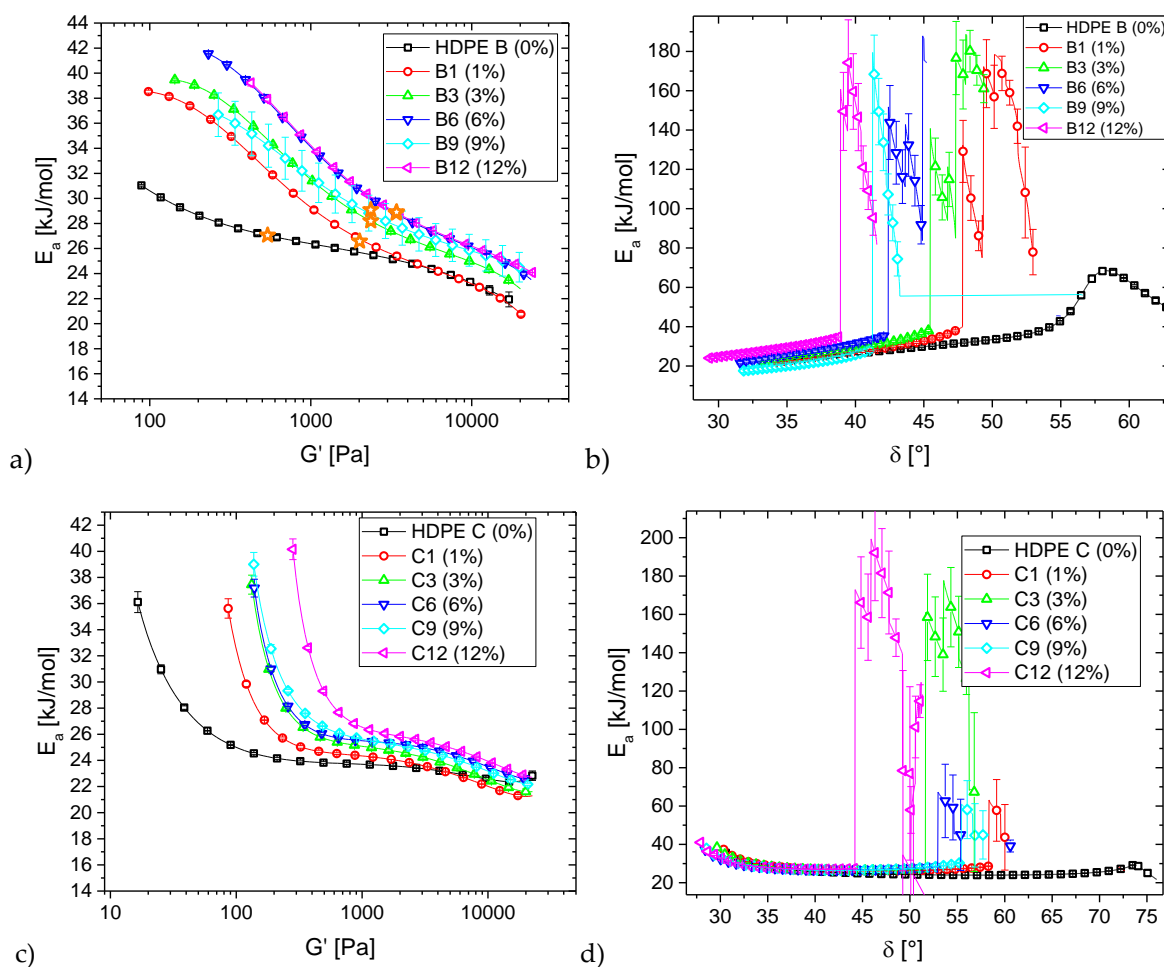 44
42
40
38
36
34
32
30
28
26
24
22
20
18
16
14
E_a [kJ/mol]
100 1000 10000
G' [Pa]
HDPE B (0%)
B1 (1%)
B3 (3%)
B6 (6%)
B9 (9%)
B12 (12%)
a)
180
160
140
120
100
80
60
40
20
E_a [kJ/mol]
30 35 40 45 50 55 60
δ [°]
HDPE B (0%)
B1 (1%)
B3 (3%)
B6 (6%)
B9 (9%)
B12 (12%)
b)
42
40
38
36
34
32
30
28
26
24
22
20
18
16
14
E_a [kJ/mol]
10 100 1000 10000
G' [Pa]
HDPE C (0%)
C1 (1%)
C3 (3%)
C6 (6%)
C9 (9%)
C12 (12%)
c)
200
180
160
140
120
100
80
60
40
20
E_a [kJ/mol]
30 35 40 45 50 55 60 65 70 75
δ [°]
HDPE C (0%)
C1 (1%)
C3 (3%)
C6 (6%)
C9 (9%)
C12 (12%)
d)